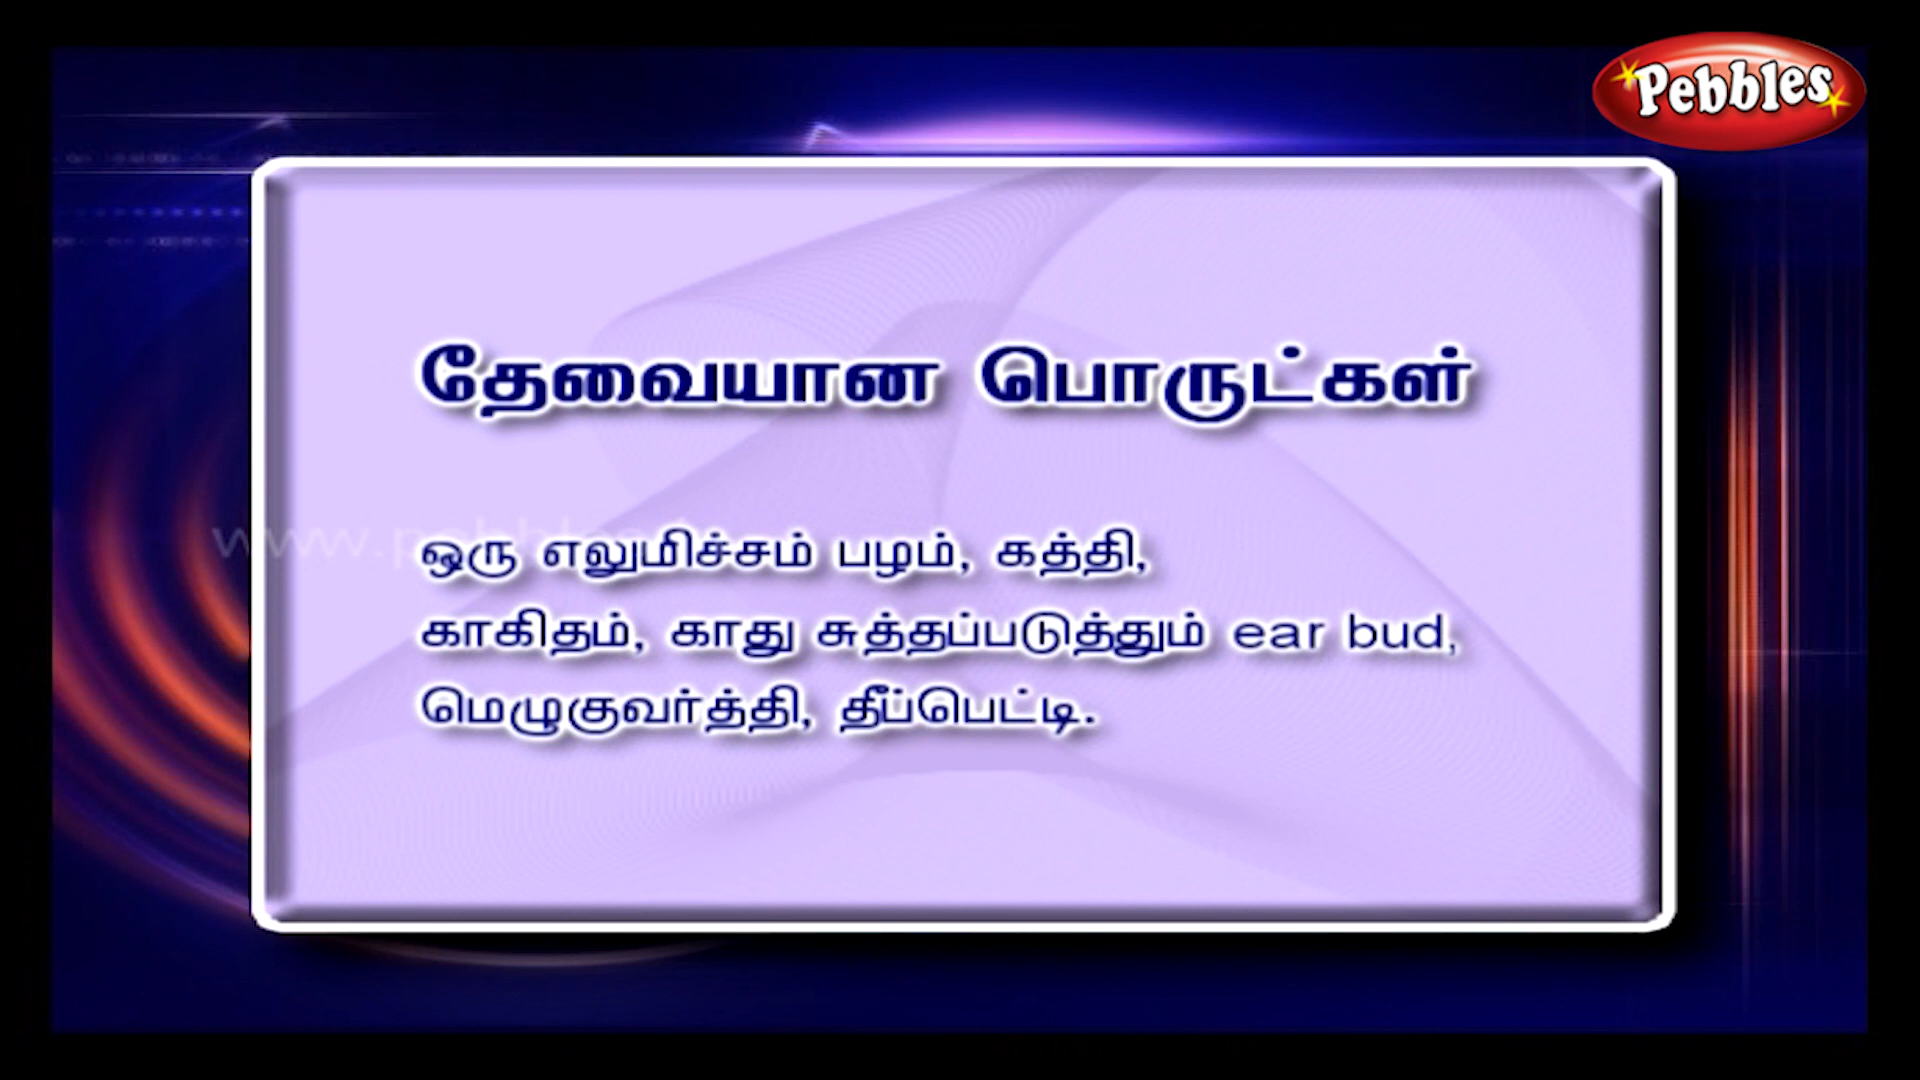 Pebbles
தேவையான பொருட்கள்
ஒரு எலுமிச்சம் பழம், கத்தி,
காகிதம், காது சுத்தப்படுத்தும் ear bud,
மெழுகுவர்த்தி, தீப்பெட்டி.